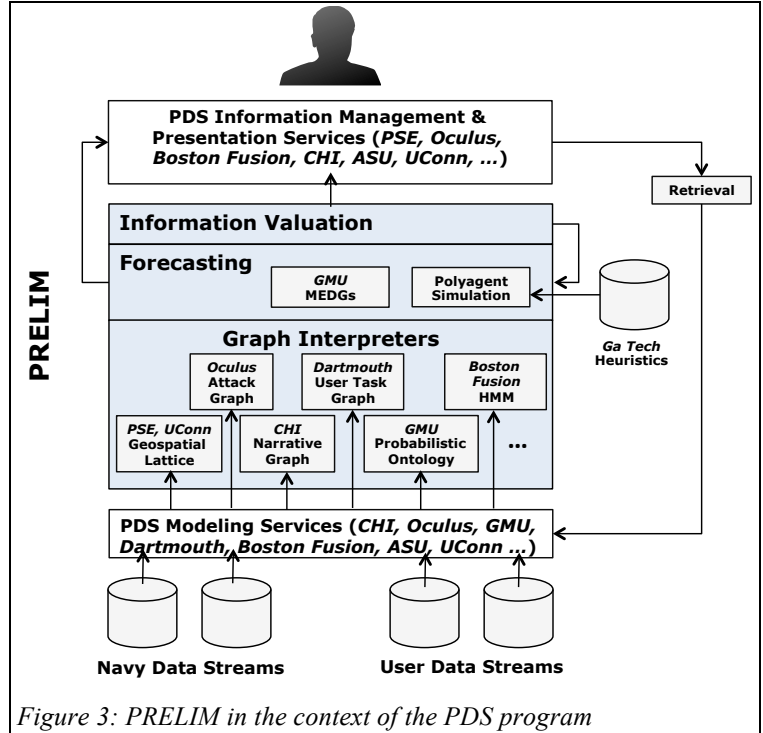 PDS Information Management &
Presentation Services (PSE, Oculus,
Boston Fusion, CHI, ASU, UConn, ...)
Retrieval
PRELIM
Information Valuation
Forecasting
GMU
MEDGs
Polyagent
Simulation
Ga Tech
Heuristics
Graph Interpreters
Oculus
Attack
Graph
Dartmouth
User Task
Graph
Boston
Fusion
HMM
PSE, UConn
Geospatial
Lattice
CHI
Narrative
Graph
GMU
Probabilistic
Ontology
...
PDS Modeling Services (CHI, Oculus, GMU,
Dartmouth, Boston Fusion, ASU, UConn ...)
Navy Data Streams
User Data Streams
Figure 3: PRELIM in the context of the PDS program